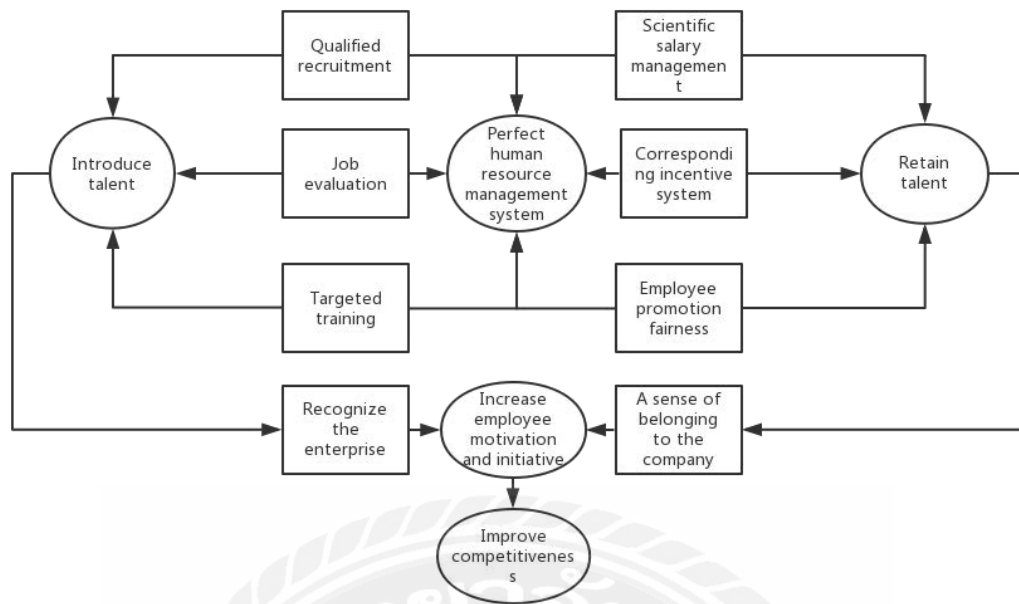 Qualified
recruitment
Scientific
salary
managemen
t
Introduce
talent
Job
evaluation
Perfect
human
resource
management
system
Correspondi
ng incentive
system
Retain
talent
Targeted
training
Employee
promotion
fairness
Recognize
the
enterprise
Increase
employee
motivation
and initiative
A sense of
belonging to
the
company
Improve
competitivenes
s